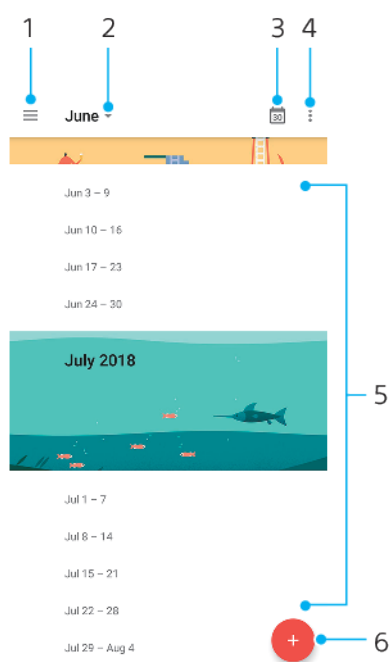 1 2 3 4
June
30
Jun 3 – 9
Jun 10 – 16
Jun 17 – 23
Jun 24 – 30
July 2018
5
Jul 1 – 7
Jul 8 – 14
Jul 15 – 21
Jul 22 – 28
+ 6
Jul 29 – Aug 4